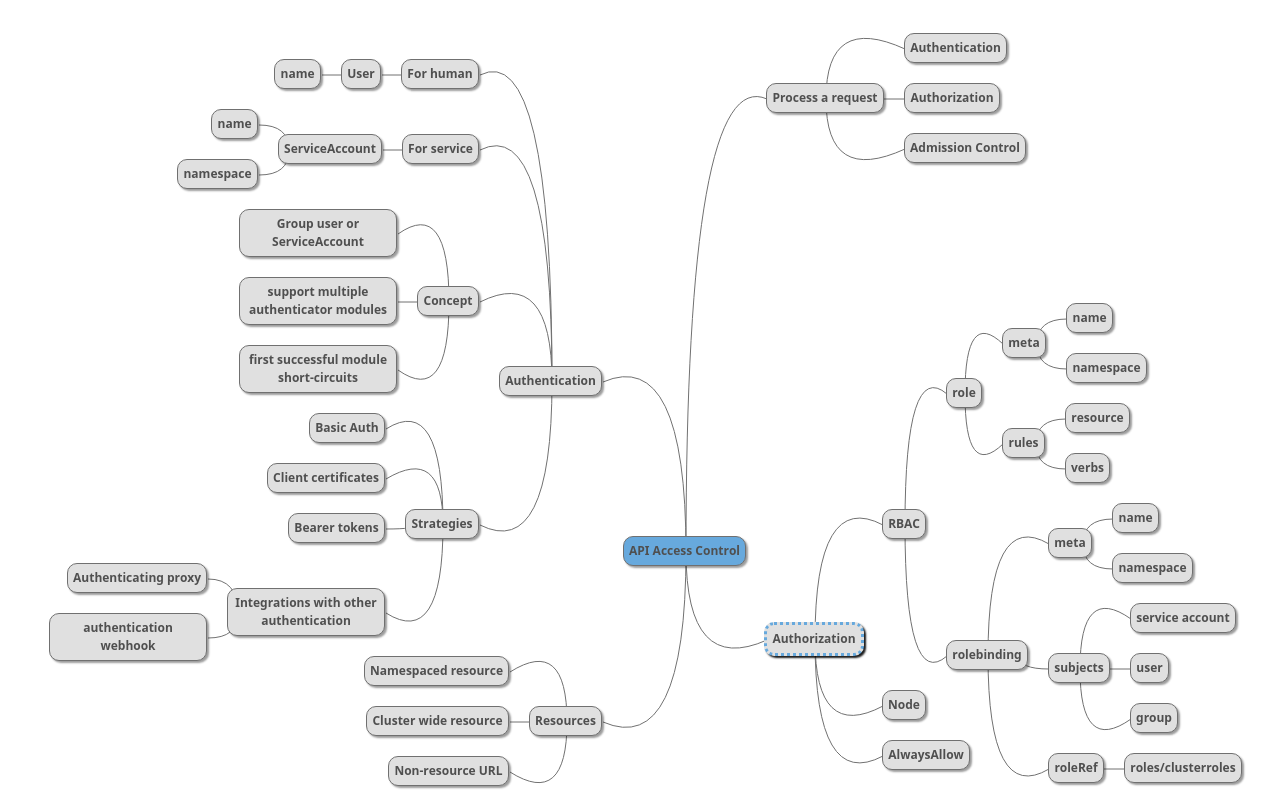 API Access Control
Process a request
Authentication
Authorization
Admission Control
Authentication
For human
User
name
For service
ServiceAccount
name
namespace
Concept
Group user or
ServiceAccount
support multiple
authenticator modules
first successful module
short-circuits
Strategies
Basic Auth
Client certificates
Bearer tokens
Integrations with other
authentication
Authenticating proxy
authentication
webhook
Resources
Namespaced resource
Cluster wide resource
Non-resource URL
Authorization
RBAC
role
meta
name
namespace
rules
resource
verbs
rolebinding
meta
name
namespace
subjects
service account
user
group
roleRef
roles/clusterroles
Node
AlwaysAllow